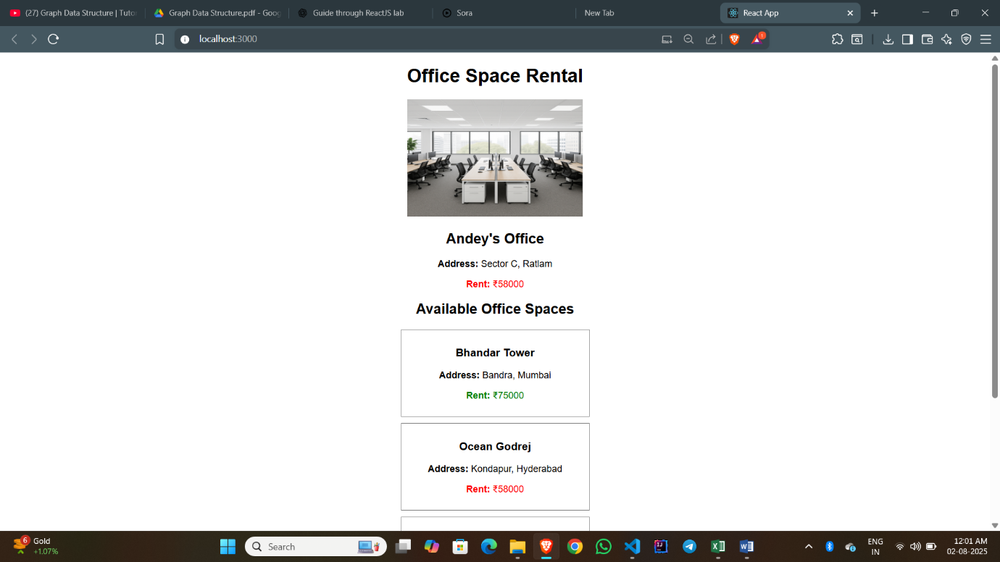 (27) Graph Data Structure | Tutor
Graph Data Structure.pdf - Goog
Guide through ReactJS lab
Sora
New Tab
React App
localhost:3000
1
Office Space Rental
Andey's Office
Address: Sector C, Ratlam
Rent: ₹58000
Available Office Spaces
Bhandar Tower
Address: Bandra, Mumbai
Rent: ₹75000
Ocean Godrej
Address: Kondapur, Hyderabad
Rent: ₹58000
6
Gold
+1.07%
Search
ENG
IN
12:01 AM
02-08-2025